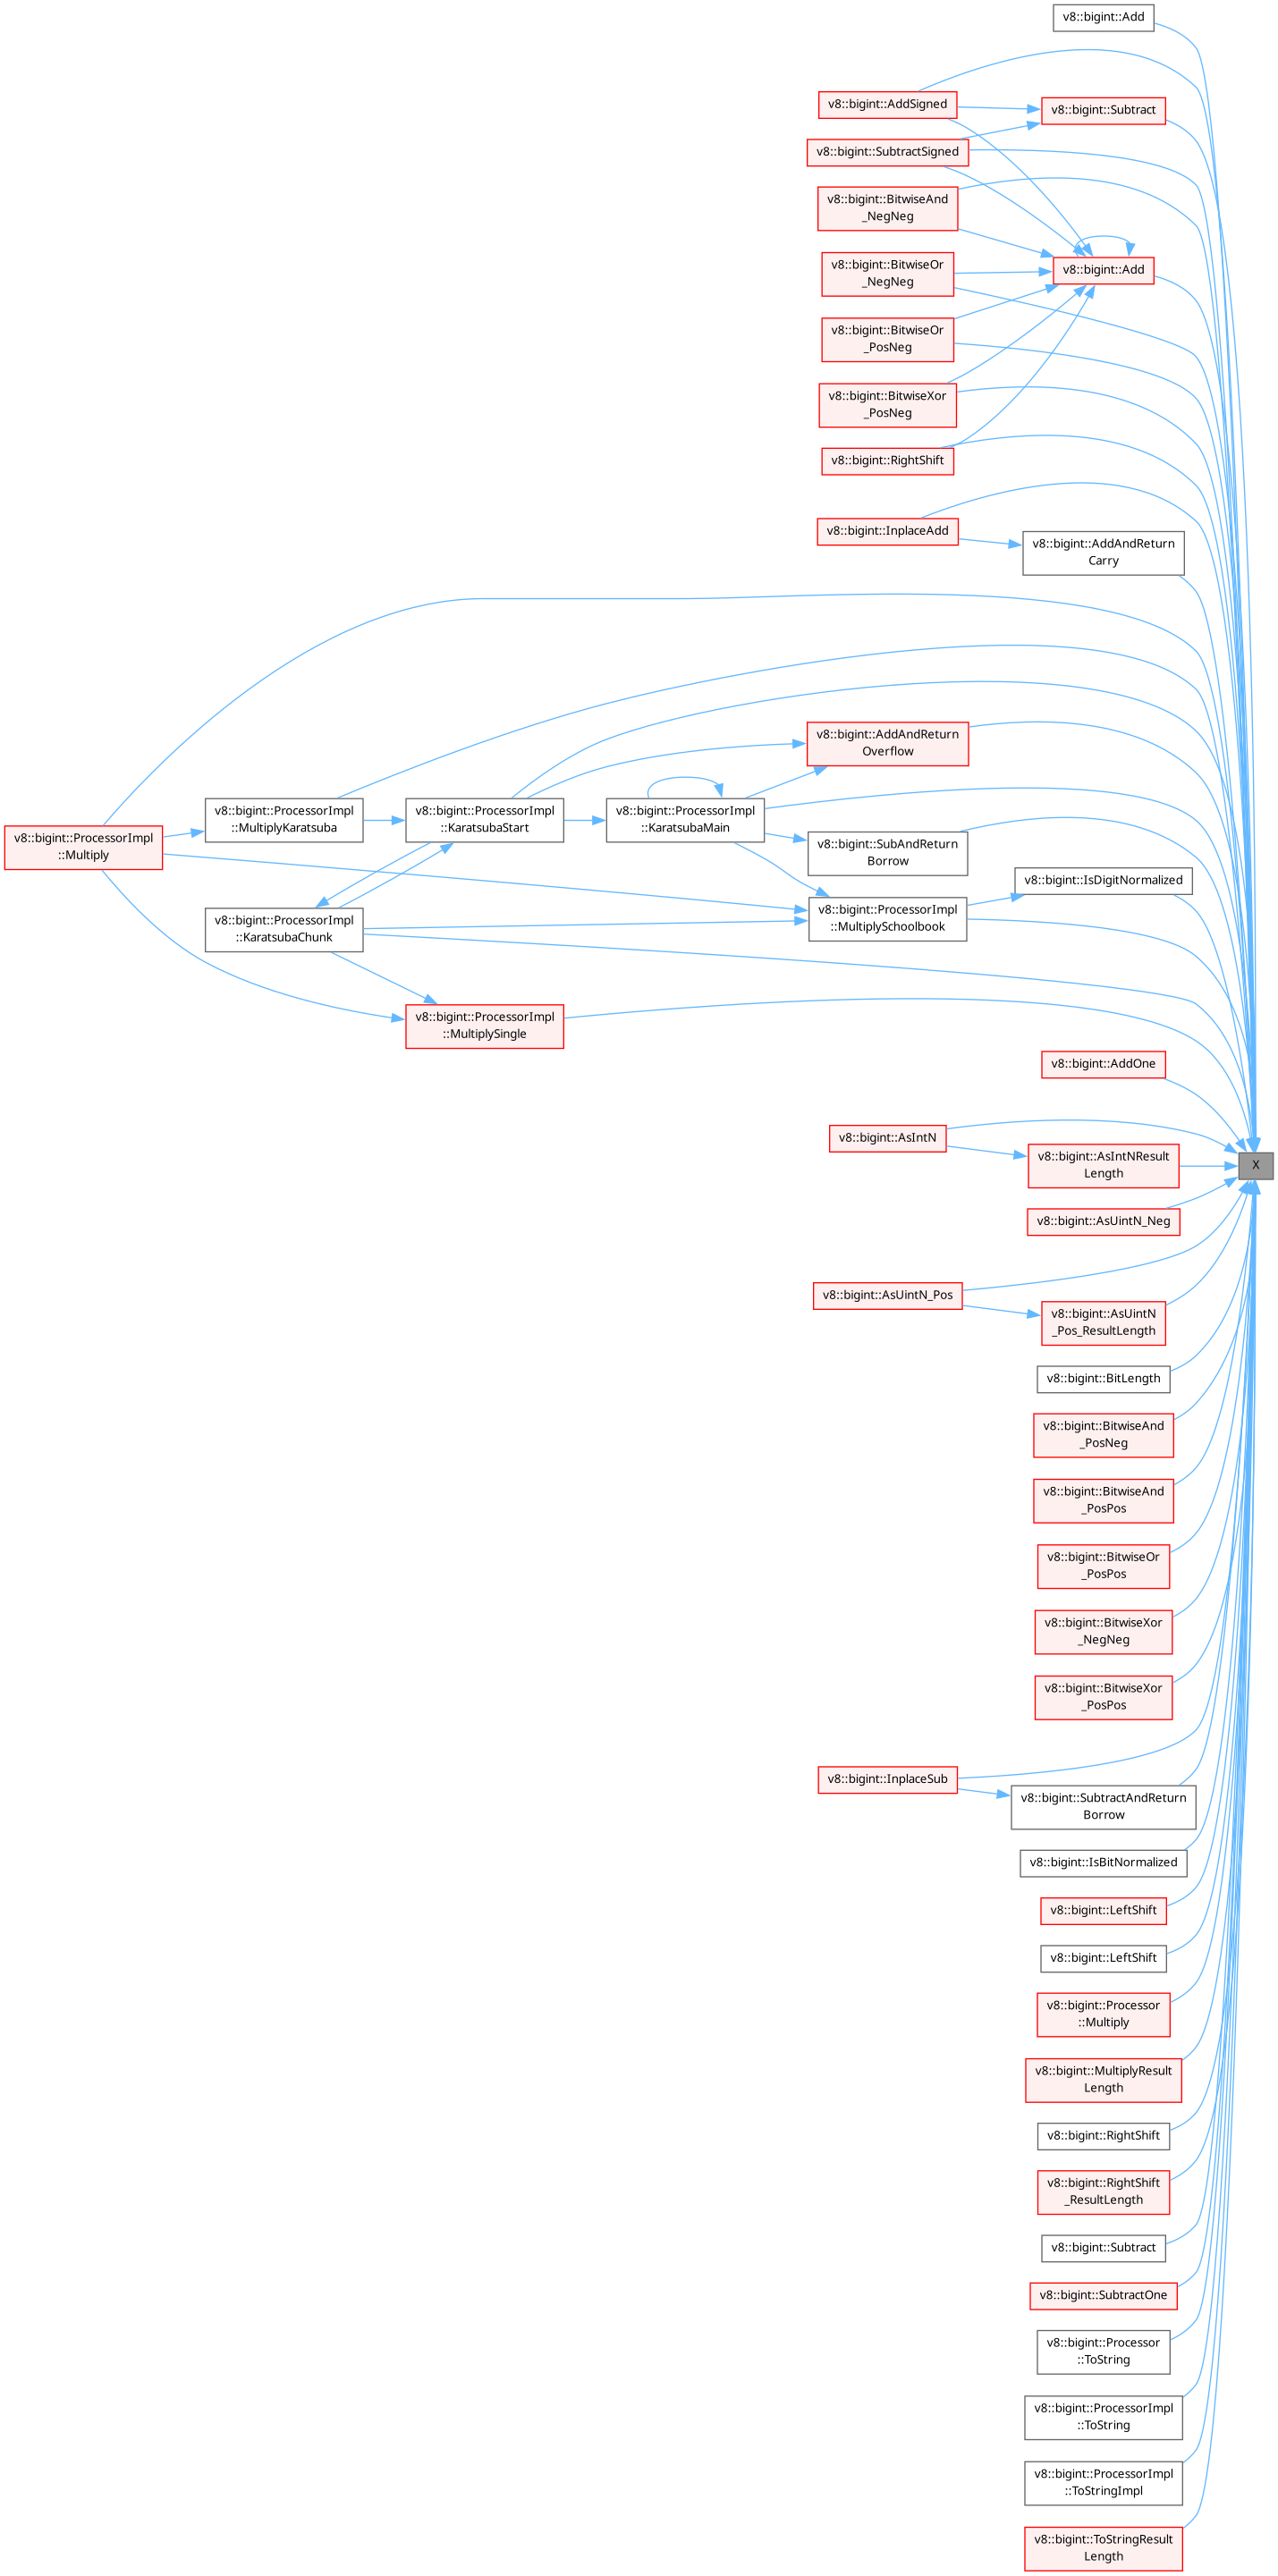 v8::bigint::Add
v8::bigint::AddSigned
v8::bigint::Subtract
v8::bigint::SubtractSigned
v8::bigint::BitwiseAnd
_NegNeg
v8::bigint::BitwiseOr
_NegNeg
v8::bigint::Add
v8::bigint::BitwiseOr
_PosNeg
v8::bigint::BitwiseXor
_PosNeg
v8::bigint::RightShift
v8::bigint::InplaceAdd
v8::bigint::AddAndReturn
Carry
v8::bigint::AddAndReturn
Overflow
v8::bigint::ProcessorImpl
::Multiply
v8::bigint::ProcessorImpl
::MultiplyKaratsuba
v8::bigint::ProcessorImpl
::KaratsubaStart
v8::bigint::ProcessorImpl
::KaratsubaMain
v8::bigint::SubAndReturn
Borrow
v8::bigint::IsDigitNormalized
v8::bigint::ProcessorImpl
::KaratsubaChunk
v8::bigint::ProcessorImpl
::MultiplySchoolbook
v8::bigint::ProcessorImpl
::MultiplySingle
v8::bigint::AddOne
v8::bigint::AsIntN
v8::bigint::AsIntNResult
Length
X
v8::bigint::AsUintN_Neg
v8::bigint::AsUintN_Pos
v8::bigint::AsUintN
_Pos_ResultLength
v8::bigint::BitLength
v8::bigint::BitwiseAnd
_PosNeg
v8::bigint::BitwiseAnd
_PosPos
v8::bigint::BitwiseOr
_PosPos
v8::bigint::BitwiseXor
_NegNeg
v8::bigint::BitwiseXor
_PosPos
v8::bigint::InplaceSub
v8::bigint::SubtractAndReturn
Borrow
v8::bigint::IsBitNormalized
v8::bigint::LeftShift
v8::bigint::LeftShift
v8::bigint::Processor
::Multiply
v8::bigint::MultiplyResult
Length
v8::bigint::RightShift
v8::bigint::RightShift
_ResultLength
v8::bigint::Subtract
v8::bigint::SubtractOne
v8::bigint::Processor
::ToString
v8::bigint::ProcessorImpl
::ToString
v8::bigint::ProcessorImpl
::ToStringImpl
v8::bigint::ToStringResult
Length